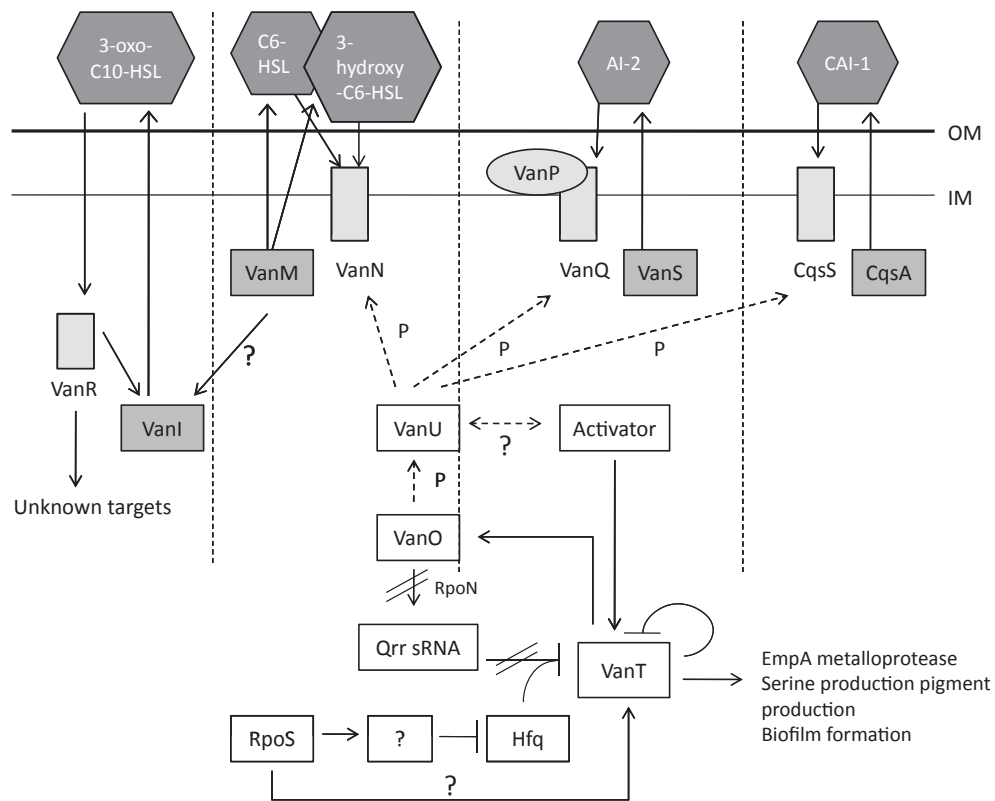 3-oxo-
C10-HSL
C6-
HSL
3-
hydroxy
-C6-HSL
AI-2
CAI-1
OM
VanP
IM
VanM
VanN
VanQ
VanS
CqsS
CqsA
VanR
?
P
P
P
VanI
VanU
?
Activator
P
Unknown targets
VanO
RpoN
Qrr sRNA
VanT
EmpA metalloprotease
Serine production pigment
production
Biofilm formation
RpoS
?
Hfq
?